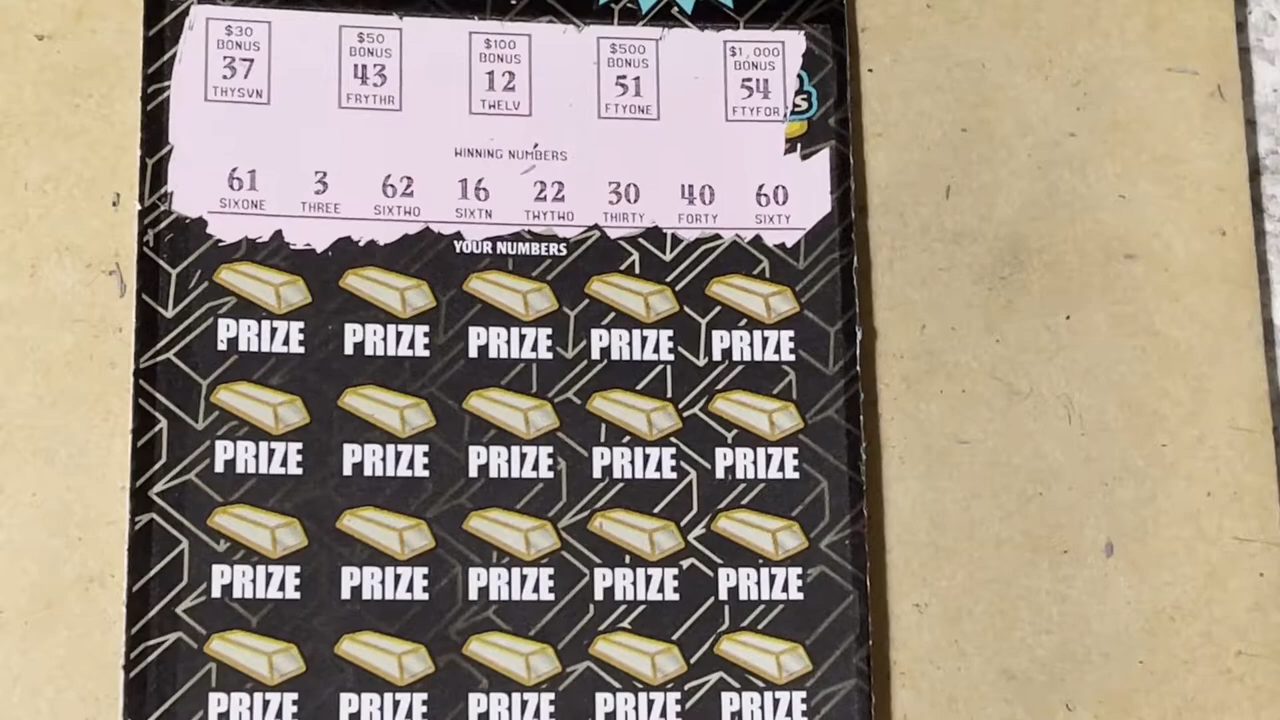 $30 $50 $100 $500 $1,000
BONUS BONUS BONUS BONUS BONUS
37 43 12 51 54
THYSVN FRYTHR TWELV FTYONE FTYFOR
WINNING NUMBERS
61 3 62 16 22 30 40 60
SIXONE THREE SIXTWO SIXTN TWYTWO THIRTY FORTY SIXTY
YOUR NUMBERS
PRIZE PRIZE PRIZE PRIZE PRIZE
PRIZE PRIZE PRIZE PRIZE PRIZE
PRIZE PRIZE PRIZE PRIZE PRIZE
PRIZE PRIZE PRIZE PRIZE PRIZE